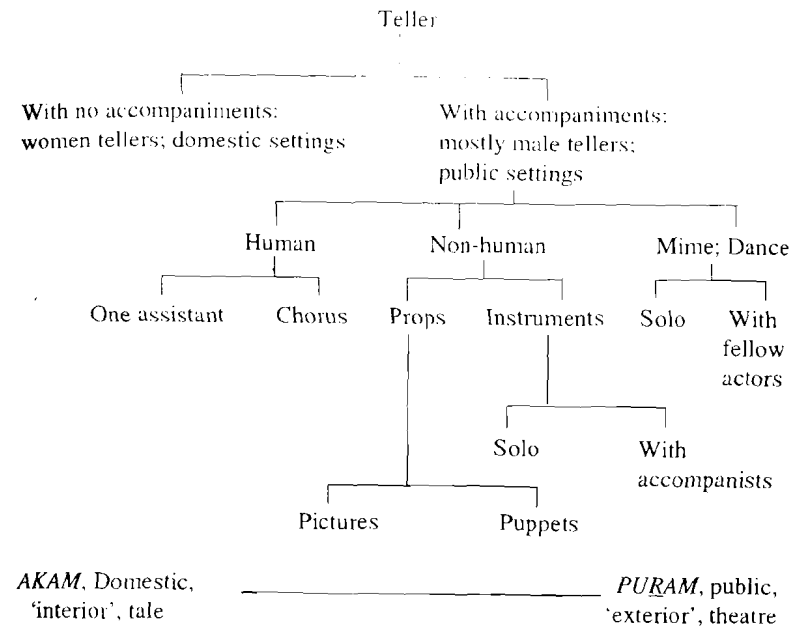 Teller
With no accompaniments:
women tellers; domestic settings
With accompaniments:
mostly male tellers;
public settings
Human
Non-human
Mime; Dance
One assistant
Chorus
Props
Instruments
Solo
With
fellow
actors
Solo
With
accompanists
Pictures
Puppets
AKAM, Domestic,
‘interior’, tale
PUṞAM, public,
‘exterior’, theatre